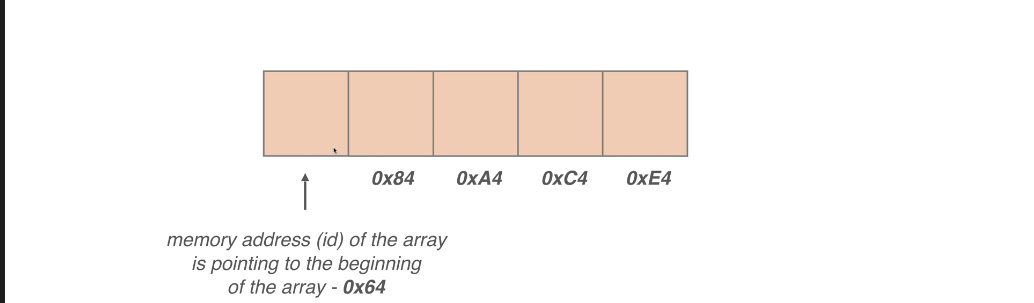 0x84 0xA4 0xC4 0xE4
memory address (id) of the array
is pointing to the beginning
of the array - 0x64